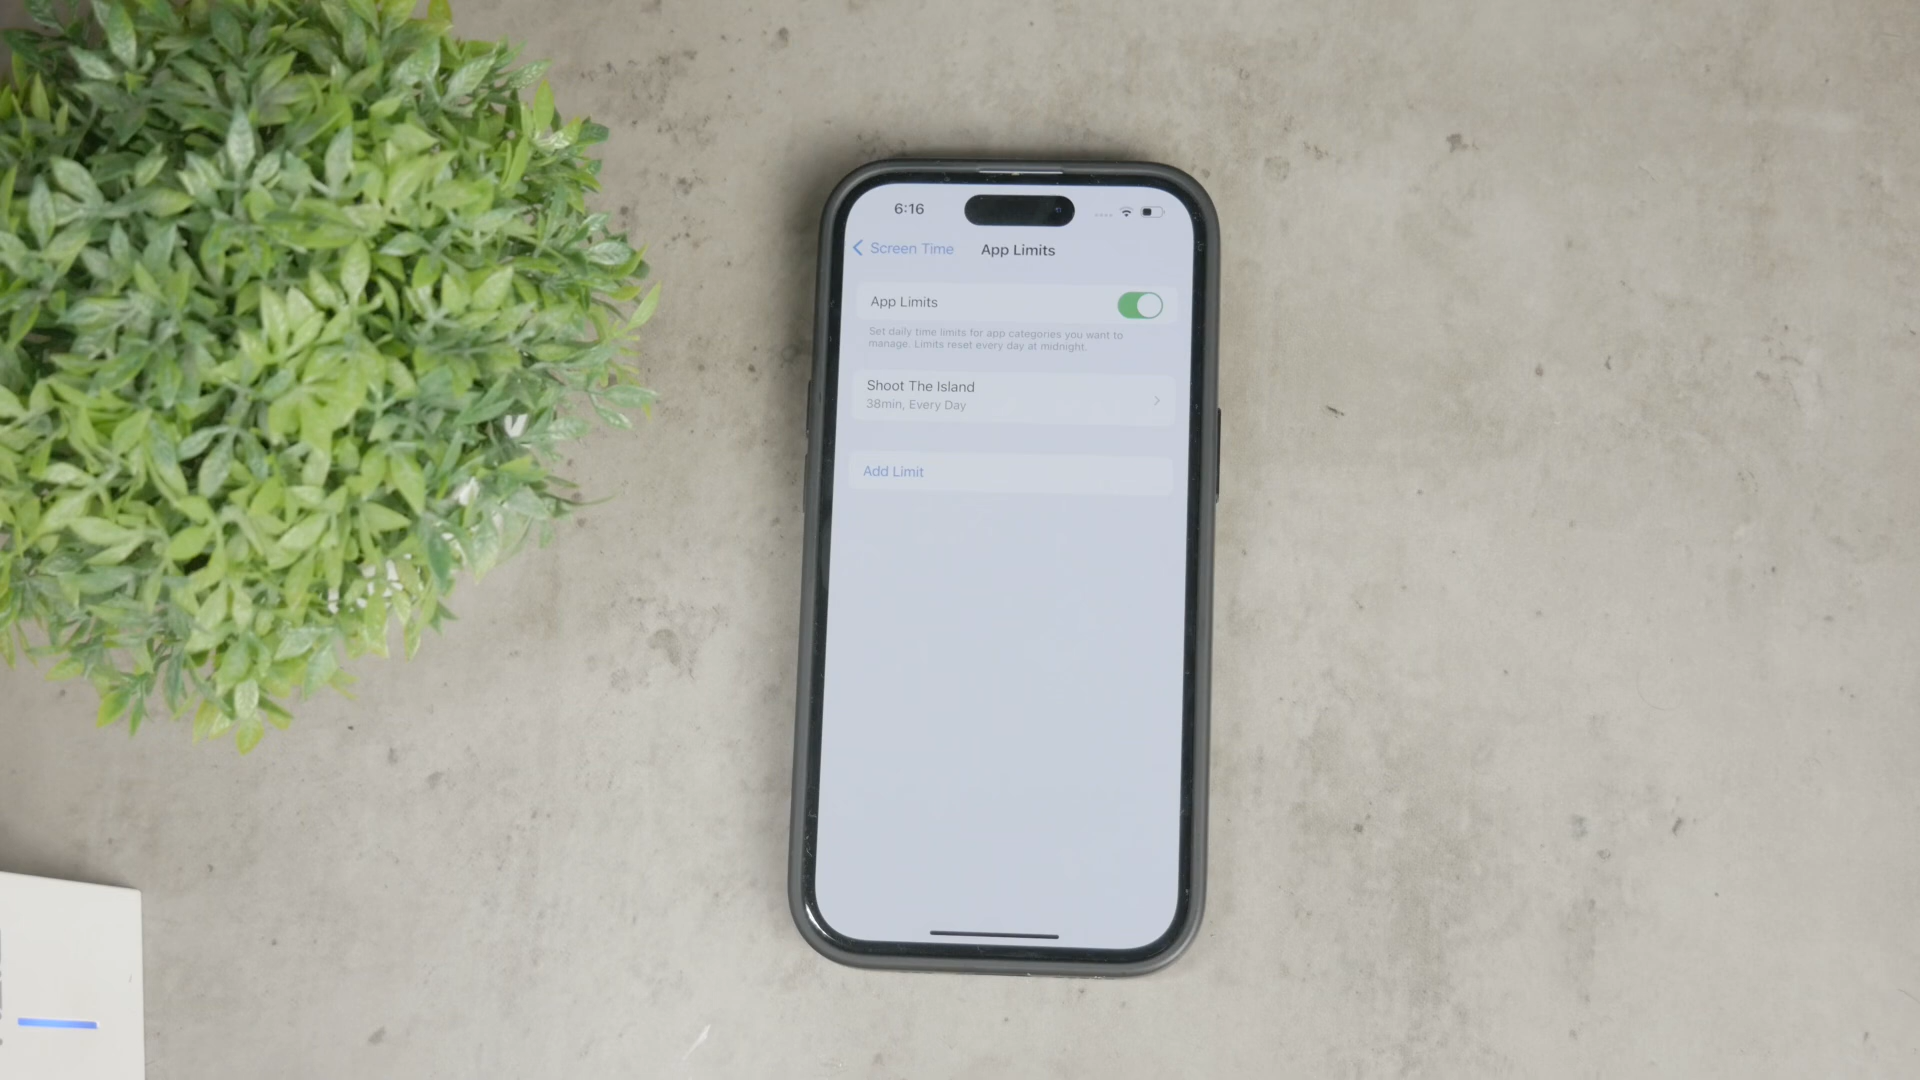 6:16
Screen Time
App Limits
App Limits
Set daily time limits for app categories you want to
manage. Limits reset every day at midnight.
Shoot The Island
38min, Every Day
Add Limit